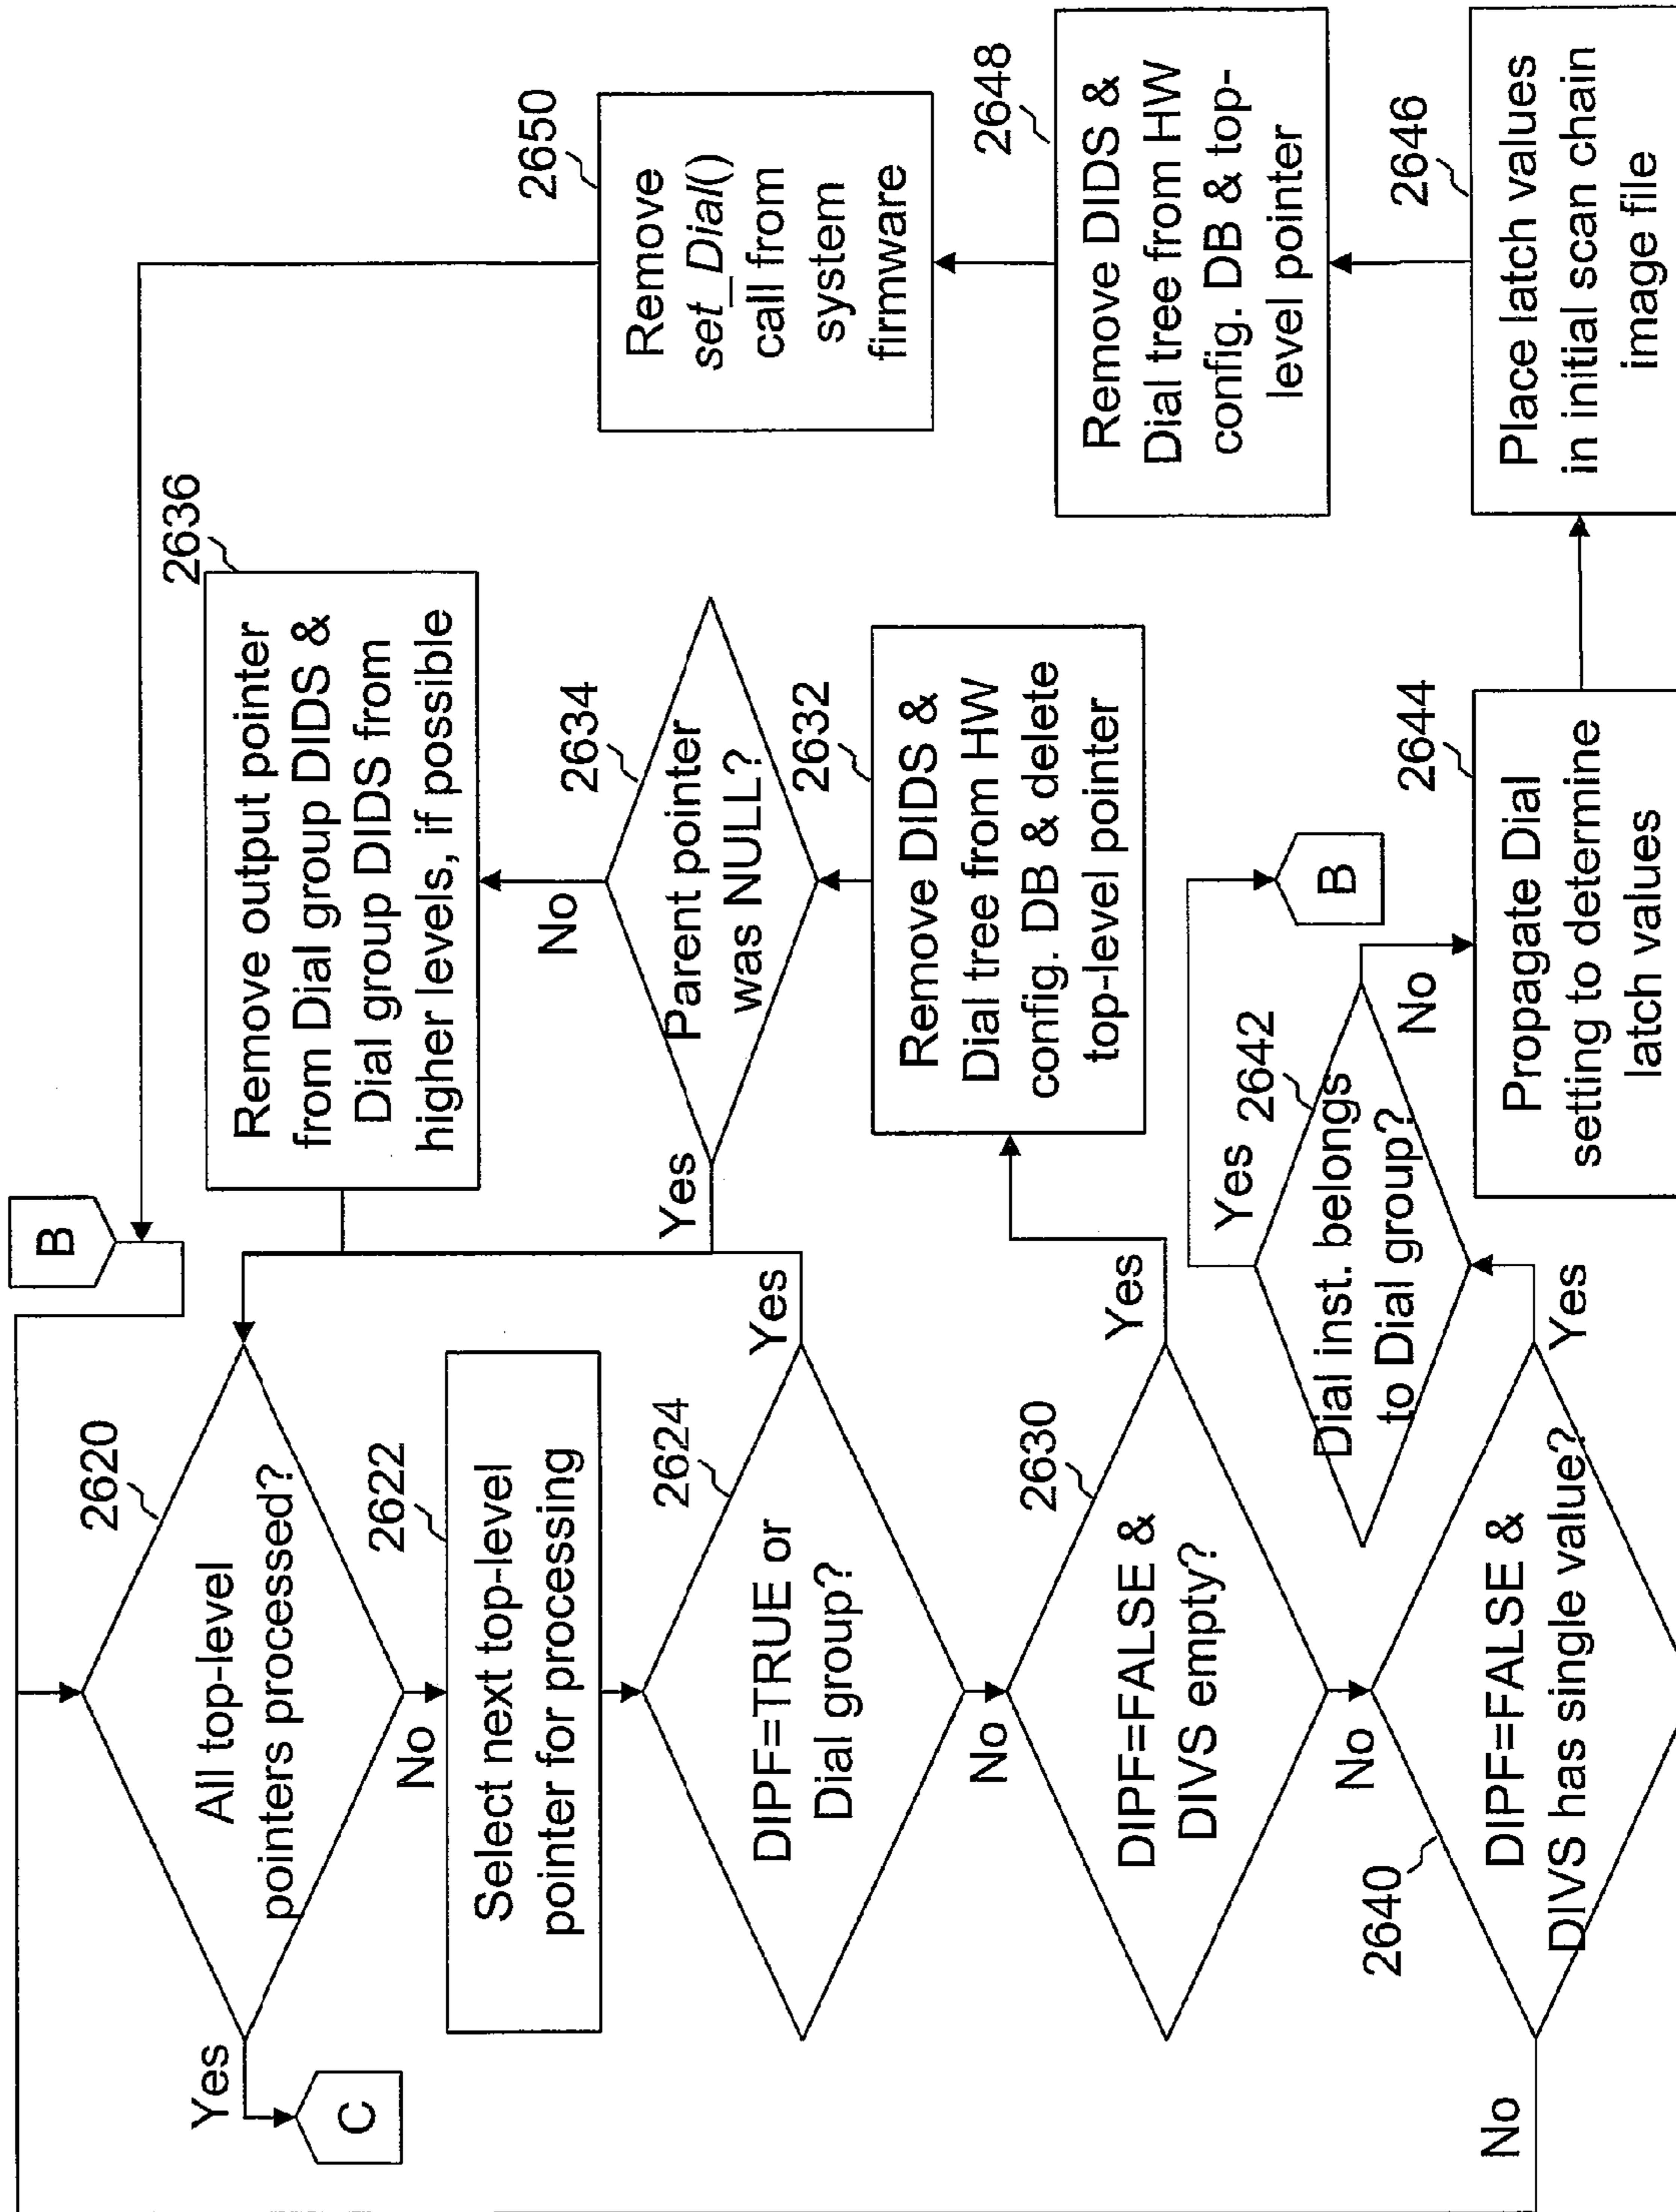 B
2620
All top-level
pointers processed?
Yes
C
No
2622
Select next top-level
pointer for processing
2624
DIPF=TRUE or
Dial group?
Yes
No
2630
DIPF=FALSE &
DIVS empty?
Yes
No
2640
DIPF=FALSE &
DIVS has single value?
No
Yes
2636
Remove output pointer
from Dial group DIDS &
Dial group DIDS from
higher levels, if possible
No
2634
Parent pointer
was NULL?
Yes
2632
Remove DIDS &
Dial tree from HW
config. DB & delete
top-level pointer
B
Yes
2642
Dial inst. belongs
to Dial group?
No
2644
Propagate Dial
setting to determine
latch values
2650
Remove
set_Dial()
call from
system
firmware
2648
Remove DIDS &
Dial tree from HW
config. DB & top-
level pointer
2646
Place latch values
in initial scan chain
image file